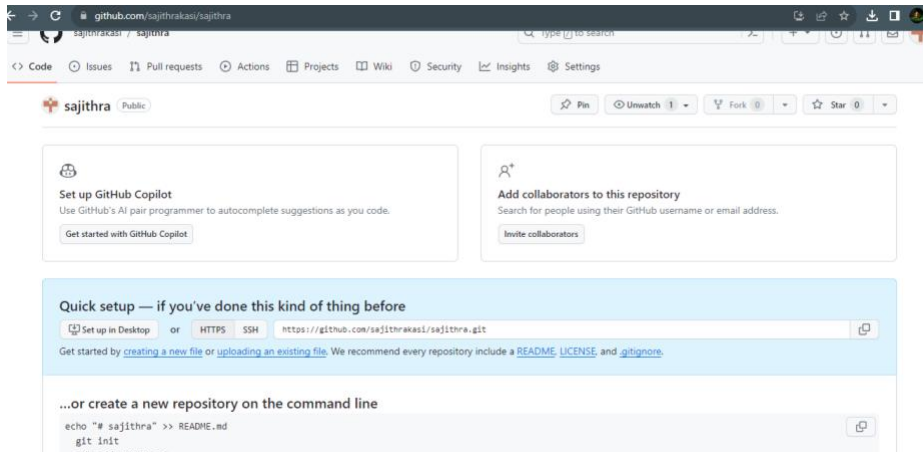 github.com/sajithrakasi/sajithra
sajithrakasi / sajithra
Type / to search
<> Code Issues Pull requests Actions Projects Wiki Security Insights Settings
sajithra Public Pin Unwatch 1 Fork 0 Star 0
Set up GitHub Copilot
Use GitHub's AI pair programmer to autocomplete suggestions as you code.
Get started with GitHub Copilot
Add collaborators to this repository
Search for people using their GitHub username or email address.
Invite collaborators
Quick setup — if you've done this kind of thing before
Set up in Desktop or HTTPS SSH https://github.com/sajithrakasi/sajithra.git
Get started by creating a new file or uploading an existing file. We recommend every repository include a README, LICENSE, and .gitignore.
...or create a new repository on the command line
echo "# sajithra" >> README.md
git init